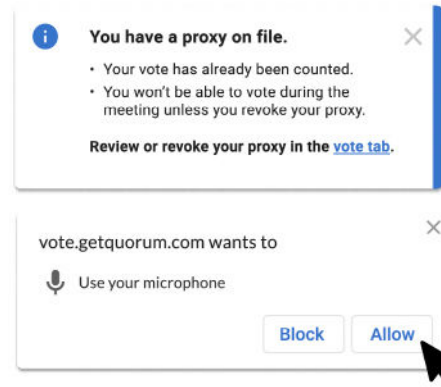 You have a proxy on file.
• Your vote has already been counted.
• You won't be able to vote during the
meeting unless you revoke your proxy.
Review or revoke your proxy in the vote tab.
vote.getquorum.com wants to
Use your microphone
Block Allow